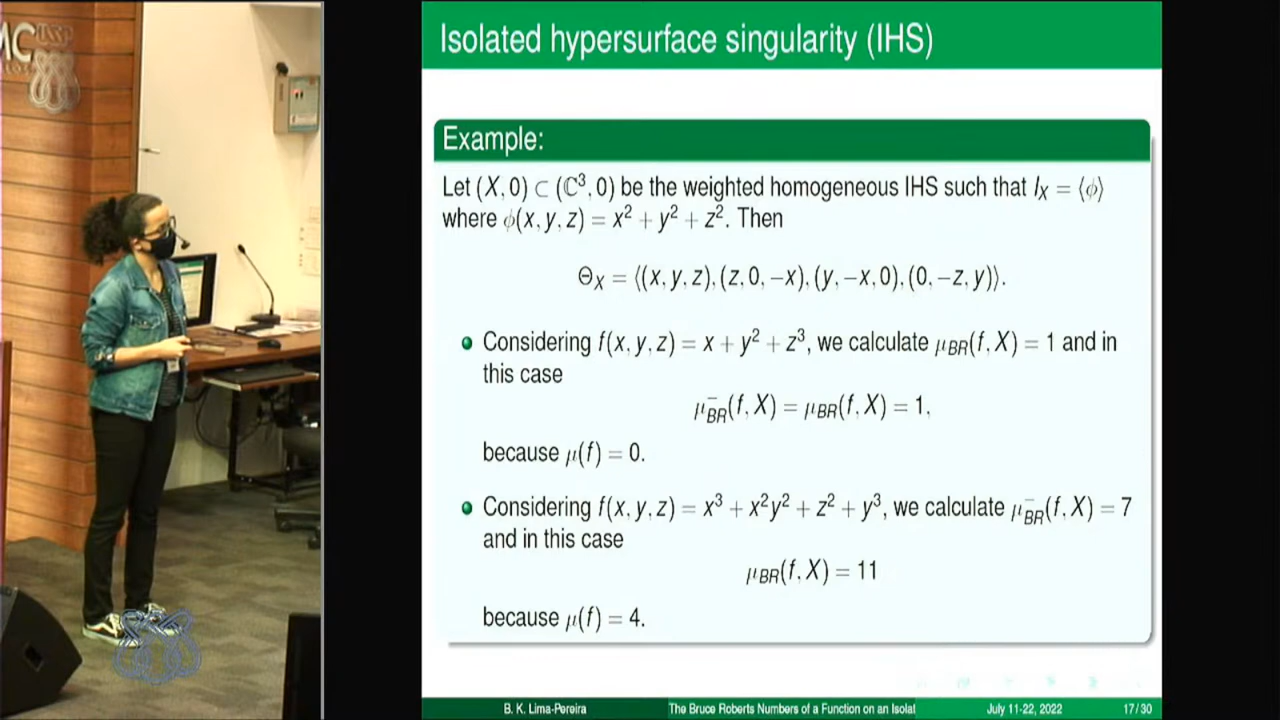 Isolated hypersurface singularity (IHS)
Example:
Let (X, 0) ⊂ (ℂ³, 0) be the weighted homogeneous IHS such that I_X = ⟨ϕ⟩
where ϕ(x, y, z) = x² + y² + z². Then
Θ_X = ⟨(x, y, z), (z, 0, −x), (y, −x, 0), (0, −z, y)⟩.
Considering f(x, y, z) = x + y² + z³, we calculate μ_BR(f, X) = 1 and in
this case
μ⁻_BR(f, X) = μ_BR(f, X) = 1,
because μ(f) = 0.
Considering f(x, y, z) = x³ + x²y² + z² + y³, we calculate μ⁻_BR(f, X) = 7
and in this case
μ_BR(f, X) = 11
because μ(f) = 4.
B. K. Lima-Pereira The Bruce Roberts Numbers of a Function on an Isolat July 11-22, 2022 17/30